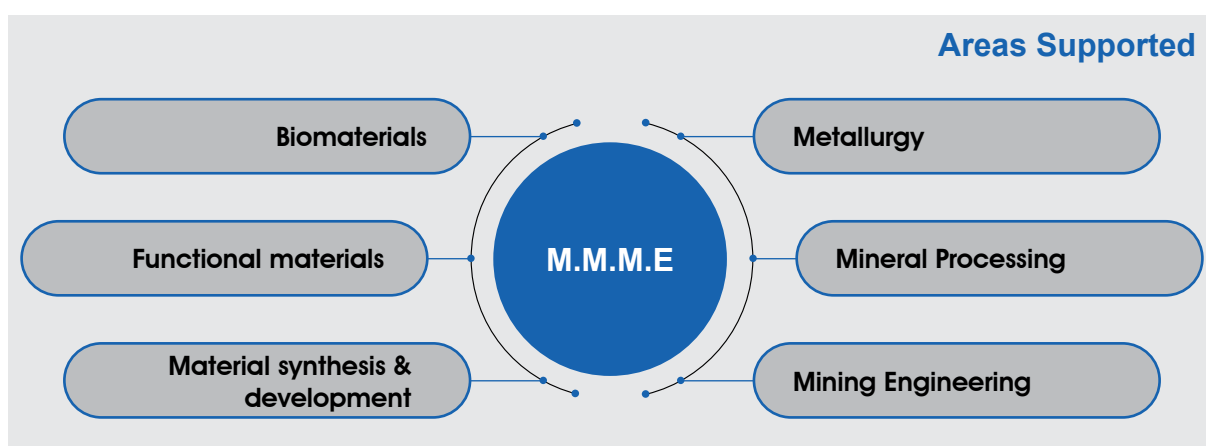 Areas Supported
Biomaterials
Functional materials
Material synthesis &
development
M.M.M.E
Metallurgy
Mineral Processing
Mining Engineering